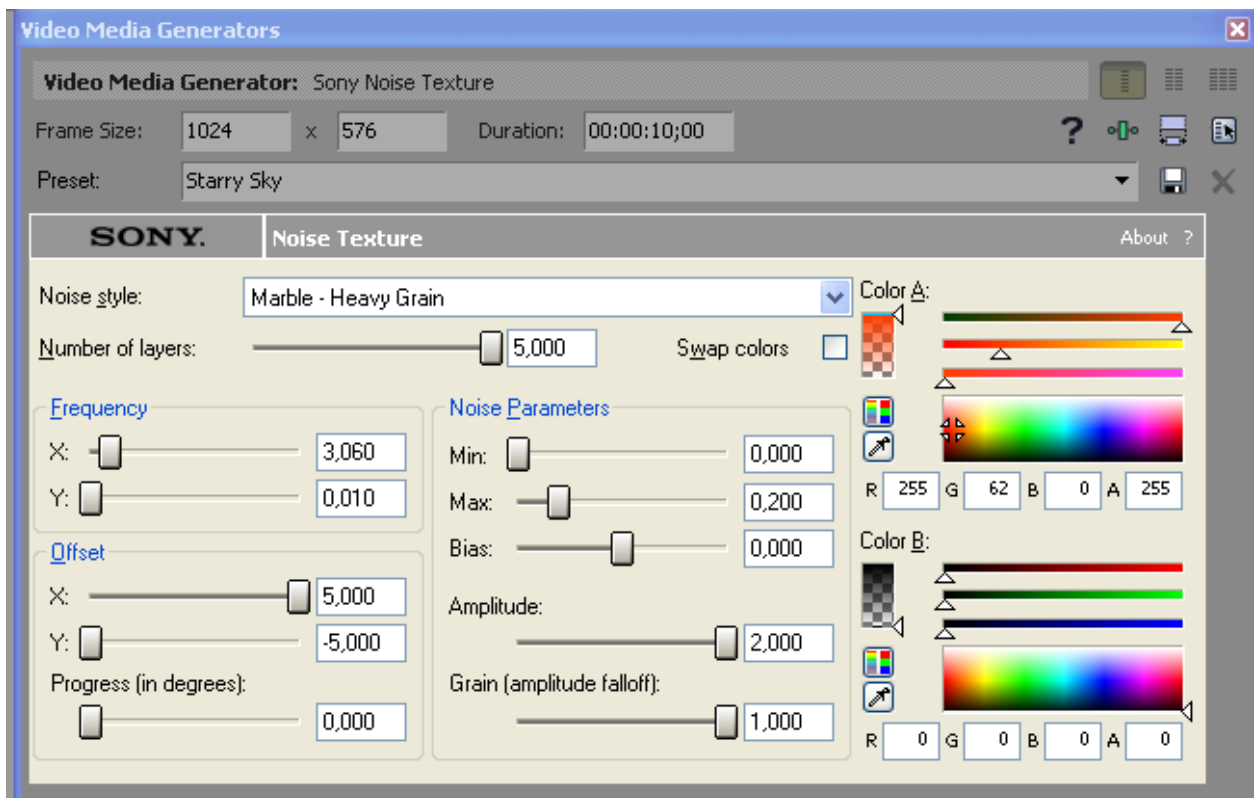 Video Media Generators
Video Media Generator: Sony Noise Texture
Frame Size: 1024 x 576 Duration: 00:00:10;00 ?
Preset: Starry Sky
SONY. Noise Texture About ?
Noise style: Marble - Heavy Grain
Number of layers: 5,000 Swap colors
Frequency
X: 3,060
Y: 0,010
Offset
X: 5,000
Y: -5,000
Progress (in degrees):
0,000
Noise Parameters
Min: 0,000
Max: 0,200
Bias: 0,000
Amplitude:
2,000
Grain (amplitude falloff):
1,000
Color A:
R 255 G 62 B 0 A 255
Color B:
R 0 G 0 B 0 A 0